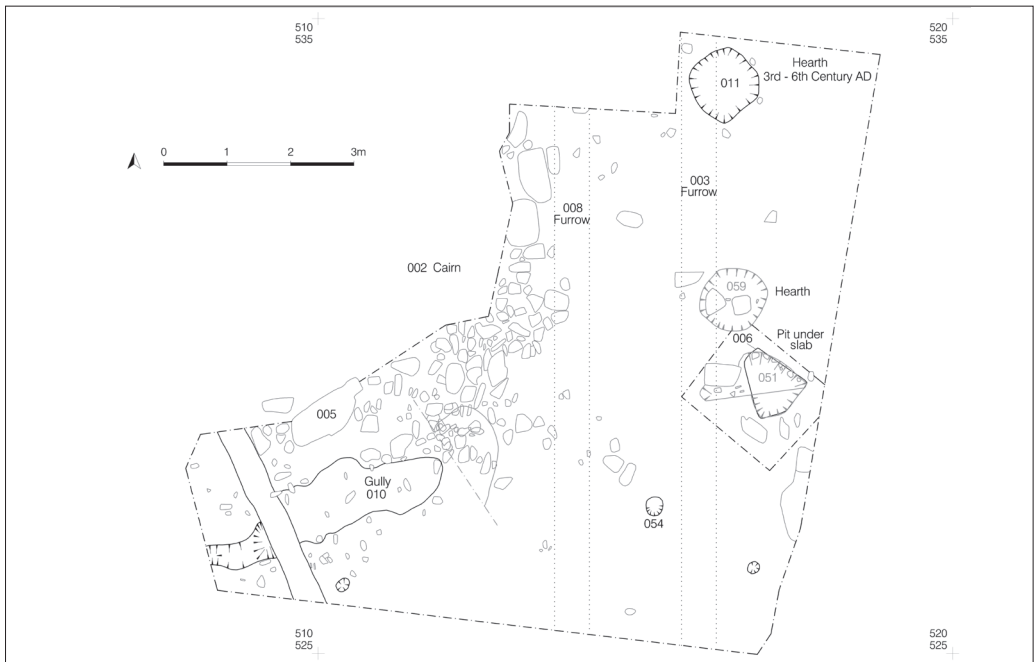 510
535
520
535
Hearth
3rd - 6th Century AD
011
0 1 2 3m
003
Furrow
008
Furrow
002 Cairn
059
Hearth
006
Pit under
slab
051
005
Gully
010
054
510
525
520
525